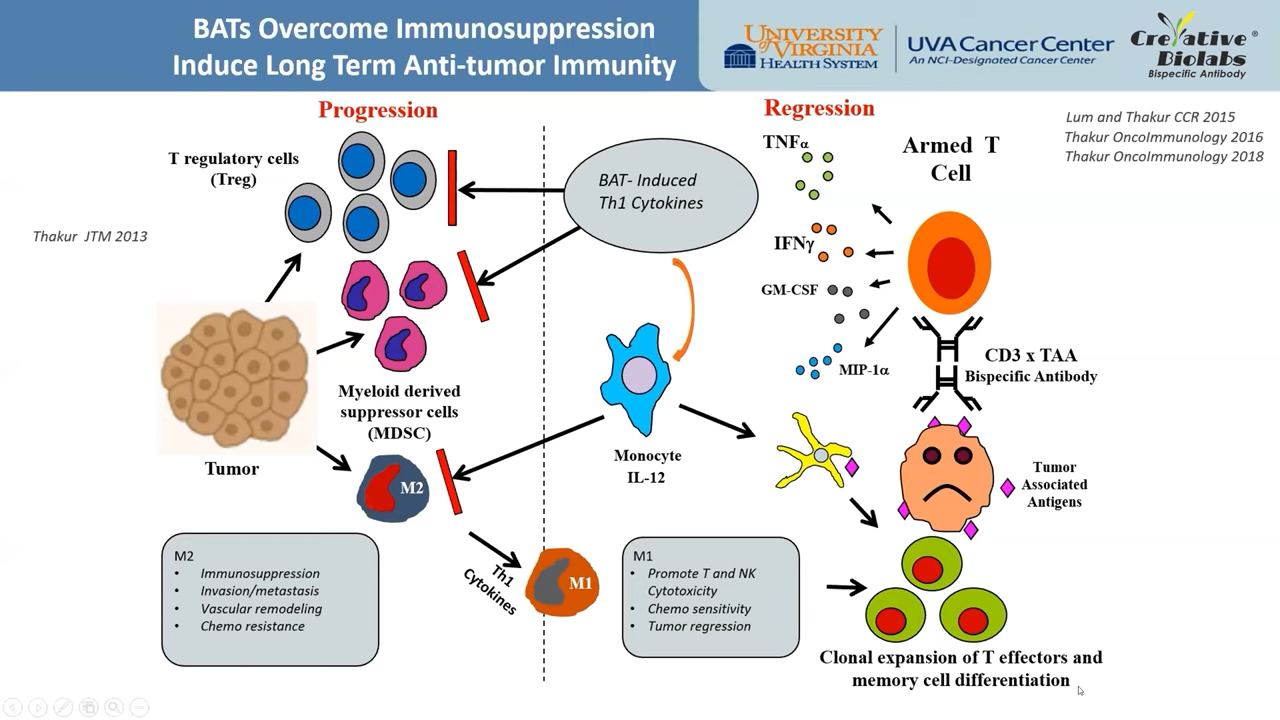 BATs Overcome Immunosuppression
Induce Long Term Anti-tumor Immunity
UNIVERSITY
of VIRGINIA
HEALTH SYSTEM
UVA Cancer Center
An NCI-Designated Cancer Center
Creative®
Biolabs
Bispecific Antibody
Progression
Regression
Lum and Thakur CCR 2015
Thakur OncoImmunology 2016
Thakur OncoImmunology 2018
T regulatory cells
(Treg)
Thakur JTM 2013
BAT- Induced
Th1 Cytokines
TNFα
IFNγ
GM-CSF
MIP-1α
Armed T
Cell
CD3 x TAA
Bispecific Antibody
Myeloid derived
suppressor cells
(MDSC)
Tumor
M2
Monocyte
IL-12
Tumor
Associated
Antigens
M2
• Immunosuppression
• Invasion/metastasis
• Vascular remodeling
• Chemo resistance
Th1
Cytokines
M1
M1
• Promote T and NK
Cytotoxicity
• Chemo sensitivity
• Tumor regression
Clonal expansion of T effectors and
memory cell differentiation